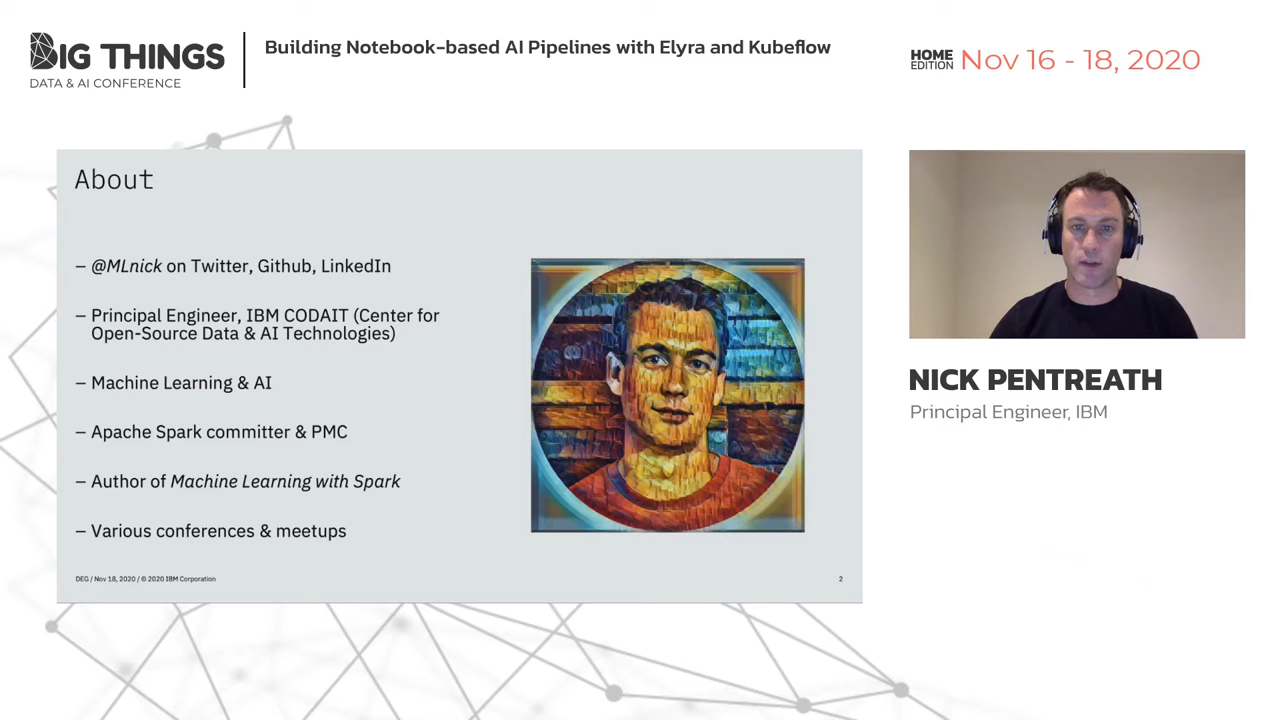 BIG THINGS
DATA & AI CONFERENCE
Building Notebook-based AI Pipelines with Elyra and Kubeflow
HOME
EDITION
Nov 16 - 18, 2020
About
– @MLnick on Twitter, Github, LinkedIn
– Principal Engineer, IBM CODAIT (Center for
Open-Source Data & AI Technologies)
– Machine Learning & AI
– Apache Spark committer & PMC
– Author of Machine Learning with Spark
– Various conferences & meetups
DEG / Nov 18, 2020 / © 2020 IBM Corporation
2
NICK PENTREATH
Principal Engineer, IBM